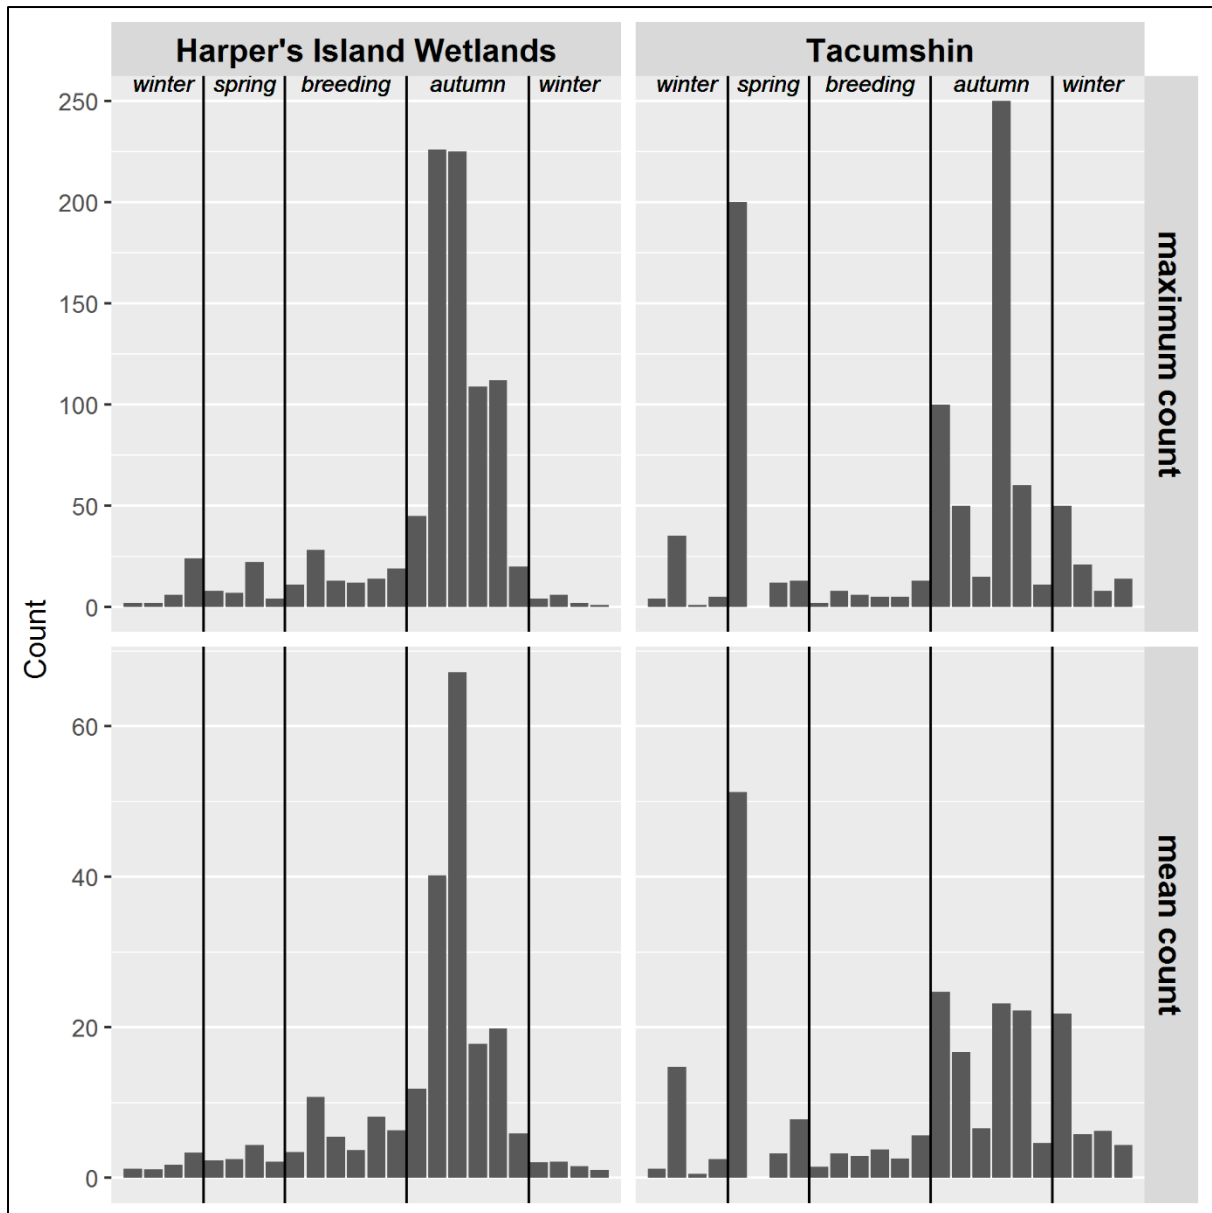 Harper's Island Wetlands
Tacumshin
winter spring breeding autumn winter
winter spring breeding autumn winter
250
200
150
100
50
0
maximum count
Count
60
40
20
0
mean count